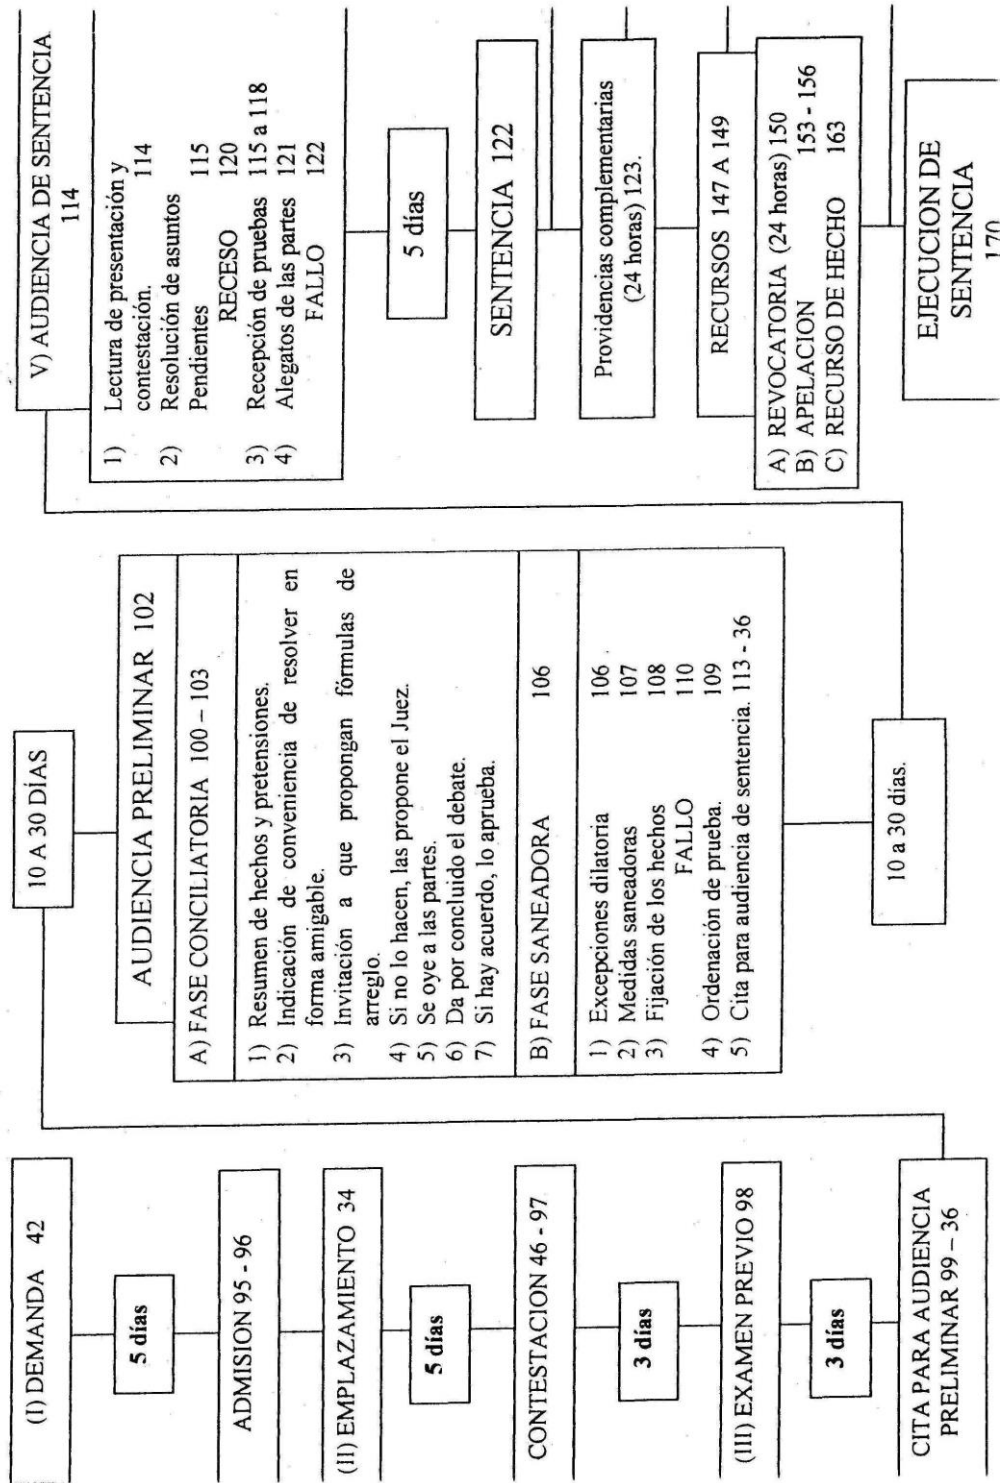 (I) DEMANDA 42
5 días
ADMISION 95 - 96
(II) EMPLAZAMIENTO 34
5 días
CONTESTACION 46 - 97
3 días
(III) EXAMEN PREVIO 98
3 días
CITA PARA AUDIENCIA
PRELIMINAR 99 – 36
10 A 30 DÍAS
AUDIENCIA PRELIMINAR 102
A) FASE CONCILIATORIA 100 – 103
1) Resumen de hechos y pretensiones.
2) Indicación de conveniencia de resolver en
forma amigable.
3) Invitación a que propongan fórmulas de
arreglo.
4) Si no lo hacen, las propone el Juez.
5) Se oye a las partes.
6) Da por concluido el debate.
7) Si hay acuerdo, lo aprueba.
B) FASE SANEADORA 106
1) Excepciones dilatoria 106
2) Medidas saneadoras 107
3) Fijación de los hechos 108
FALLO 110
4) Ordenación de prueba. 109
5) Cita para audiencia de sentencia. 113 - 36
10 a 30 días.
V) AUDIENCIA DE SENTENCIA
114
1) Lectura de presentación y
contestación. 114
2) Resolución de asuntos
Pendientes 115
RECESO 120
3) Recepción de pruebas 115 a 118
4) Alegatos de las partes 121
FALLO 122
5 días
SENTENCIA 122
Providencias complementarias
(24 horas) 123.
RECURSOS 147 A 149
A) REVOCATORIA (24 horas) 150
B) APELACION 153 - 156
C) RECURSO DE HECHO 163
EJECUCION DE
SENTENCIA
170